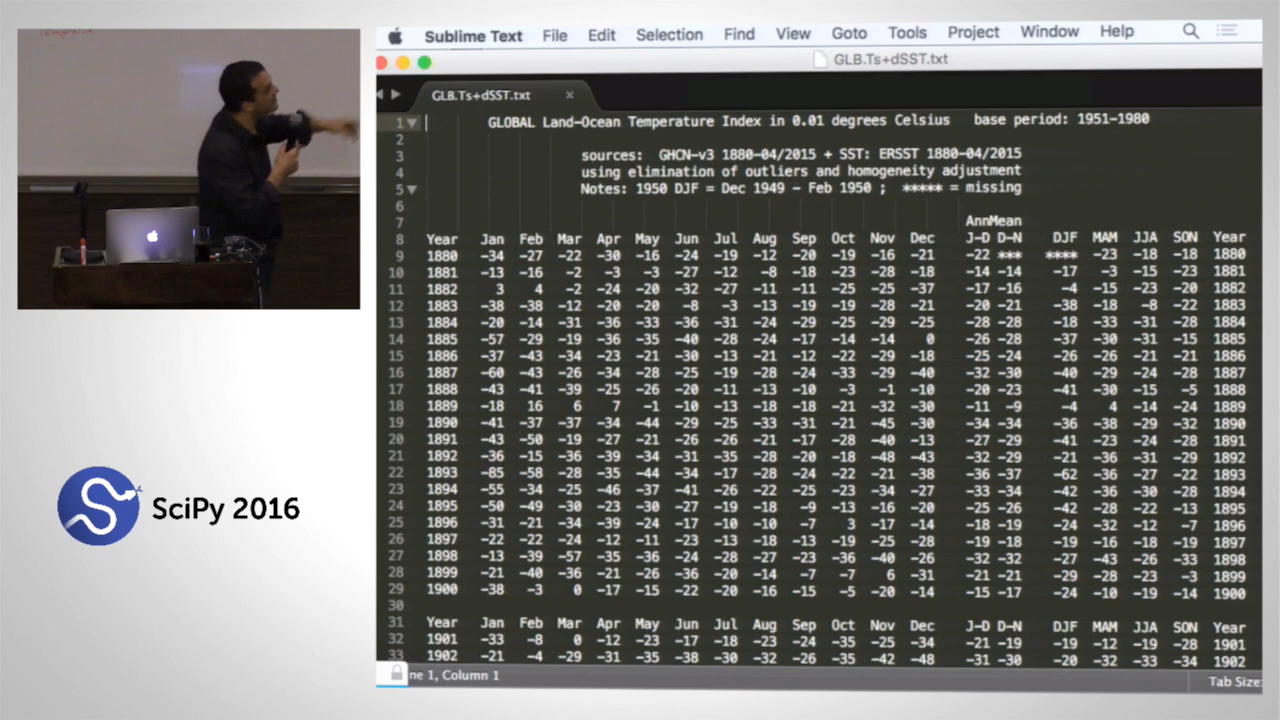 Sublime Text File Edit Selection Find View Goto Tools Project Window Help
GLB.Ts+dSST.txt
GLB.Ts+dSST.txt ×
1 GLOBAL Land-Ocean Temperature Index in 0.01 degrees Celsius base period: 1951-1980
2
3 sources: GHCN-v3 1880-04/2015 + SST: ERSST 1880-04/2015
4 using elimination of outliers and homogeneity adjustment
5 Notes: 1950 DJF = Dec 1949 - Feb 1950 ; ***** = missing
6
7 AnnMean
8 Year Jan Feb Mar Apr May Jun Jul Aug Sep Oct Nov Dec J-D D-N DJF MAM JJA SON Year
9 1880 -34 -27 -22 -30 -16 -24 -19 -12 -20 -19 -16 -21 -22 *** **** -23 -18 -18 1880
10 1881 -13 -16 -2 -3 -3 -27 -12 -8 -18 -23 -28 -18 -14 -14 -17 -3 -15 -23 1881
11 1882 3 4 -2 -24 -20 -32 -27 -11 -11 -25 -25 -37 -17 -16 -4 -15 -23 -20 1882
12 1883 -38 -38 -12 -20 -20 -8 -3 -13 -19 -19 -28 -21 -20 -21 -38 -18 -8 -22 1883
13 1884 -20 -14 -31 -36 -33 -36 -31 -24 -29 -25 -29 -25 -28 -28 -18 -33 -31 -28 1884
14 1885 -57 -29 -19 -36 -35 -40 -28 -24 -17 -14 -14 0 -26 -28 -37 -30 -31 -15 1885
15 1886 -37 -43 -34 -23 -21 -30 -13 -21 -12 -22 -29 -18 -25 -24 -26 -26 -21 -21 1886
16 1887 -60 -43 -26 -34 -28 -25 -19 -28 -24 -33 -29 -40 -32 -30 -40 -29 -24 -28 1887
17 1888 -43 -41 -39 -25 -26 -20 -11 -13 -10 -3 -1 -10 -20 -23 -41 -30 -15 -5 1888
18 1889 -18 16 6 7 -1 -10 -13 -18 -18 -21 -32 -30 -11 -9 -4 4 -14 -24 1889
19 1890 -41 -37 -37 -34 -44 -29 -25 -33 -31 -21 -45 -30 -34 -34 -36 -38 -29 -32 1890
20 1891 -43 -50 -19 -27 -21 -26 -26 -21 -17 -28 -40 -13 -27 -29 -41 -23 -24 -28 1891
21 1892 -36 -15 -36 -39 -34 -31 -35 -28 -20 -18 -48 -43 -32 -29 -21 -36 -31 -29 1892
22 1893 -85 -58 -28 -35 -44 -34 -17 -28 -24 -22 -21 -38 -36 -37 -62 -36 -27 -22 1893
23 1894 -55 -34 -25 -46 -37 -41 -26 -22 -25 -23 -34 -27 -33 -34 -42 -36 -30 -28 1894
24 1895 -50 -49 -30 -23 -30 -27 -19 -18 -9 -13 -16 -20 -25 -26 -42 -28 -22 -13 1895
25 1896 -31 -21 -34 -39 -24 -17 -10 -10 -7 3 -17 -14 -18 -19 -24 -32 -12 -7 1896
26 1897 -22 -22 -24 -12 -11 -23 -13 -18 -13 -19 -25 -28 -19 -18 -19 -16 -18 -19 1897
27 1898 -13 -39 -57 -35 -36 -24 -28 -27 -23 -36 -40 -26 -32 -32 -27 -43 -26 -33 1898
28 1899 -21 -40 -36 -21 -26 -36 -20 -14 -7 -7 6 -31 -21 -21 -29 -28 -23 -3 1899
29 1900 -38 -3 0 -17 -15 -22 -20 -16 -15 -5 -20 -14 -15 -17 -24 -10 -19 -14 1900
30
31 Year Jan Feb Mar Apr May Jun Jul Aug Sep Oct Nov Dec J-D D-N DJF MAM JJA SON Year
32 1901 -33 -8 0 -12 -23 -17 -18 -23 -24 -35 -25 -34 -21 -19 -19 -12 -19 -28 1901
33 1902 -21 -4 -29 -31 -35 -38 -30 -32 -26 -35 -42 -48 -31 -30 -20 -32 -33 -34 1902
ne 1, Column 1 Tab Size:
SciPy 2016